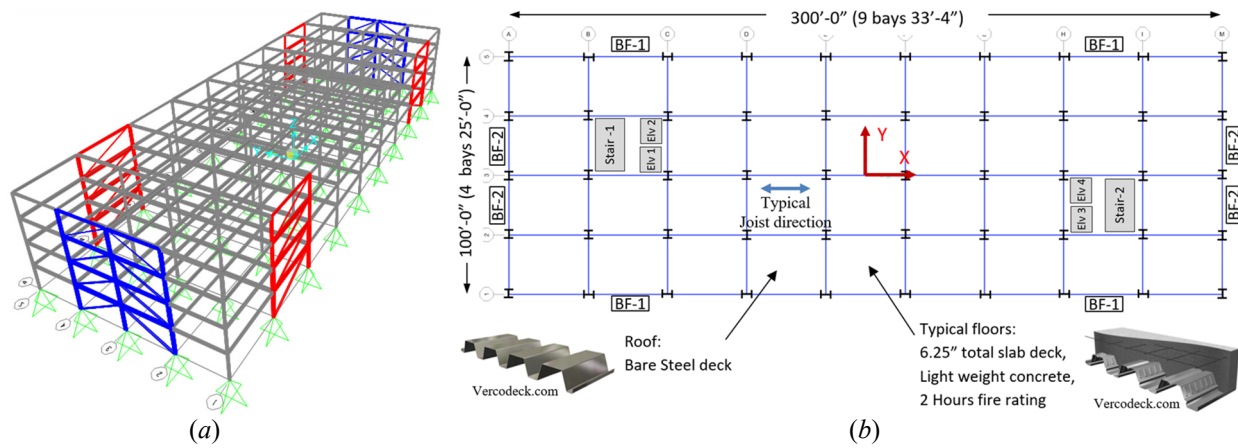 (a)
3
2
1
300'-0” (9 bays 33'-4”)
A
B
C
D
H
I
M
BF-1
BF-1
100'-0” (4 bays 25'-0”)
5
4
3
2
1
BF-2
BF-2
BF-2
BF-2
Stair -1
Elv 2
Elv 1
Y
X
Typical
Joist direction
Elv 4
Elv 3
Stair-2
BF-1
BF-1
Roof:
Bare Steel deck
Vercodeck.com
Typical floors:
6.25” total slab deck,
Light weight concrete,
2 Hours fire rating
Vercodeck.com
(b)